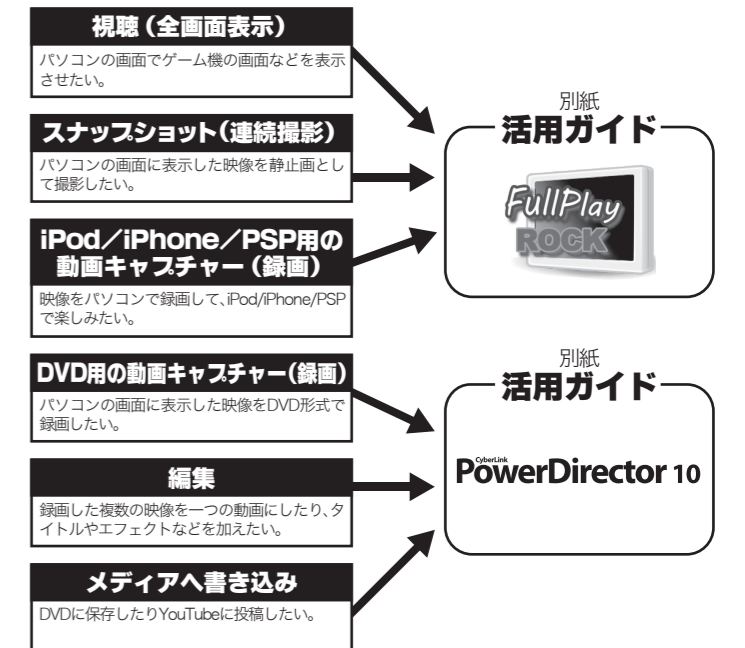 視聴（全画面表示）
パソコンの画面でゲーム機の画面などを表示
させたい。
スナップショット（連続撮影）
パソコンの画面に表示した映像を静止画とし
て撮影したい。
iPod／iPhone／PSP用の
動画キャプチャー（録画）
映像をパソコンで録画して、iPod/iPhone/PSP
で楽しみたい。
別紙
活用ガイド
FullPlay
ROCK
DVD用の動画キャプチャー（録画）
パソコンの画面に表示した映像をDVD形式で
録画したい。
編集
録画した複数の映像を一つの動画にしたり、タ
イトルやエフェクトなどを加えたい。
メディアへ書き込み
DVDに保存したりYouTubeに投稿したい。
別紙
活用ガイド
CyberLink
PowerDirector 10